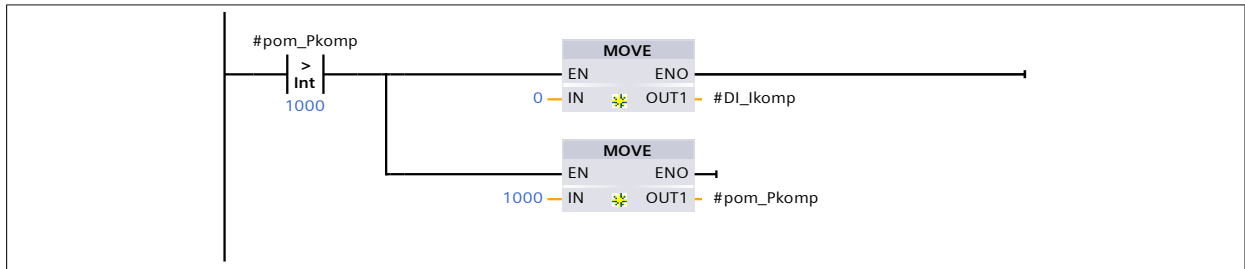 #pom_Pkomp
>
Int
1000
MOVE
EN ENO
0 IN OUT1 #DI_Ikomp
MOVE
EN ENO
1000 IN OUT1 #pom_Pkomp